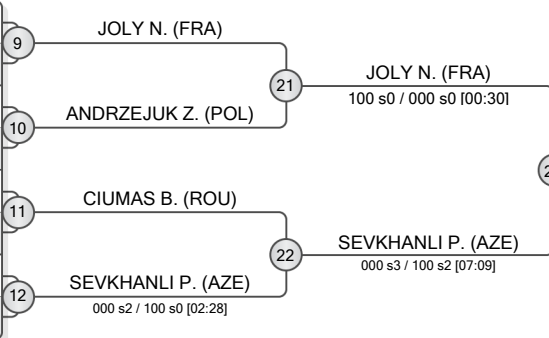 9
JOLY N. (FRA)
21
JOLY N. (FRA)
100 s0 / 000 s0 [00:30]
10
ANDRZEJUK Z. (POL)
11
CIUMAS B. (ROU)
22
SEVKHANLI P. (AZE)
000 s3 / 100 s2 [07:09]
12
SEVKHANLI P. (AZE)
000 s2 / 100 s0 [02:28]